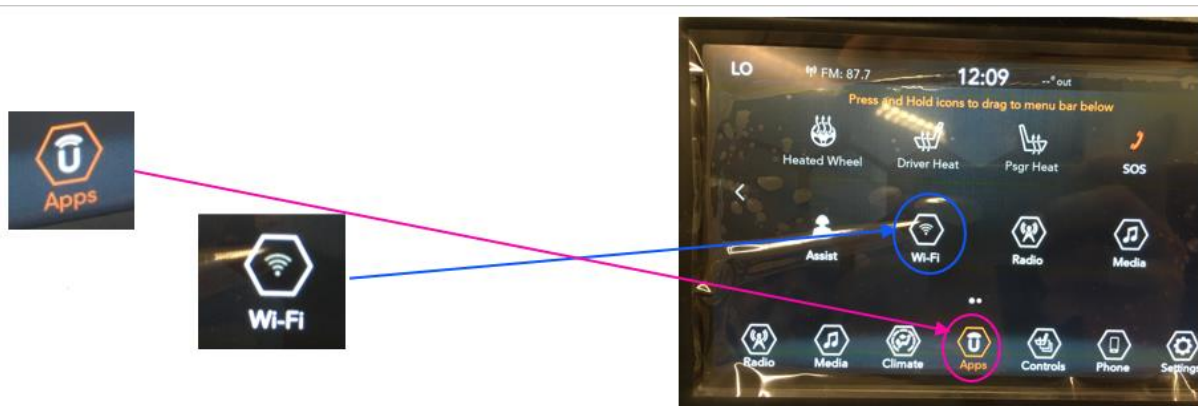 Apps
Wi-Fi
LO FM: 87.7 12:09 --° out
Press and Hold icons to drag to menu bar below
Heated Wheel Driver Heat Psgr Heat SOS
Assist Wi-Fi Radio Media
Radio Media Climate Apps Controls Phone Settings